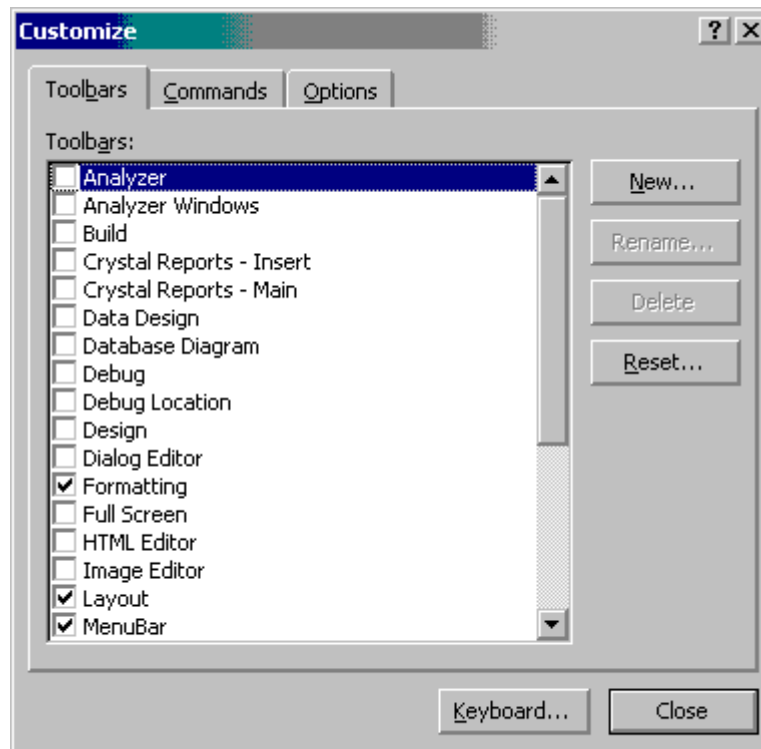 Customize
Toolbars Commands Options
Toolbars:
Analyzer
Analyzer Windows
Build
Crystal Reports - Insert
Crystal Reports - Main
Data Design
Database Diagram
Debug
Debug Location
Design
Dialog Editor
Formatting
Full Screen
HTML Editor
Image Editor
Layout
MenuBar
New...
Rename...
Delete
Reset...
Keyboard... Close